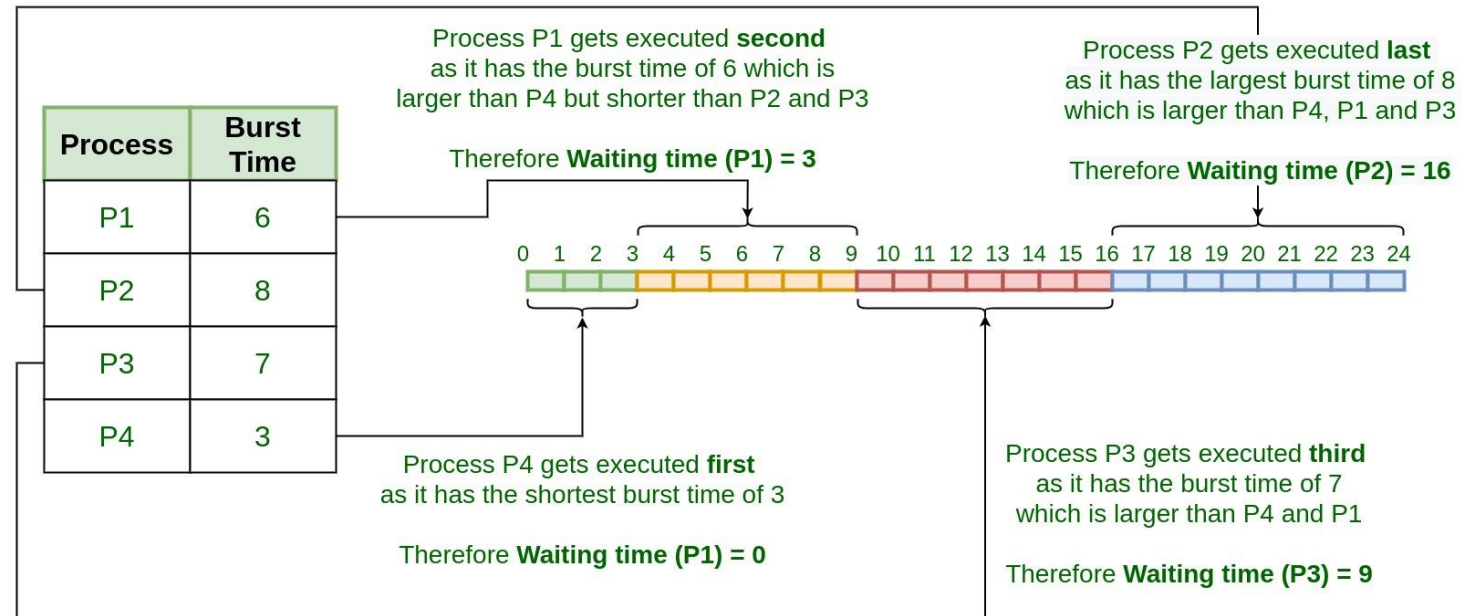 Process P1 gets executed second
as it has the burst time of 6 which is
larger than P4 but shorter than P2 and P3
Therefore Waiting time (P1) = 3
Process P2 gets executed last
as it has the largest burst time of 8
which is larger than P4, P1 and P3
Therefore Waiting time (P2) = 16
Process Burst Time
P1 6
P2 8
P3 7
P4 3
0 1 2 3 4 5 6 7 8 9 10 11 12 13 14 15 16 17 18 19 20 21 22 23 24
Process P4 gets executed first
as it has the shortest burst time of 3
Therefore Waiting time (P1) = 0
Process P3 gets executed third
as it has the burst time of 7
which is larger than P4 and P1
Therefore Waiting time (P3) = 9